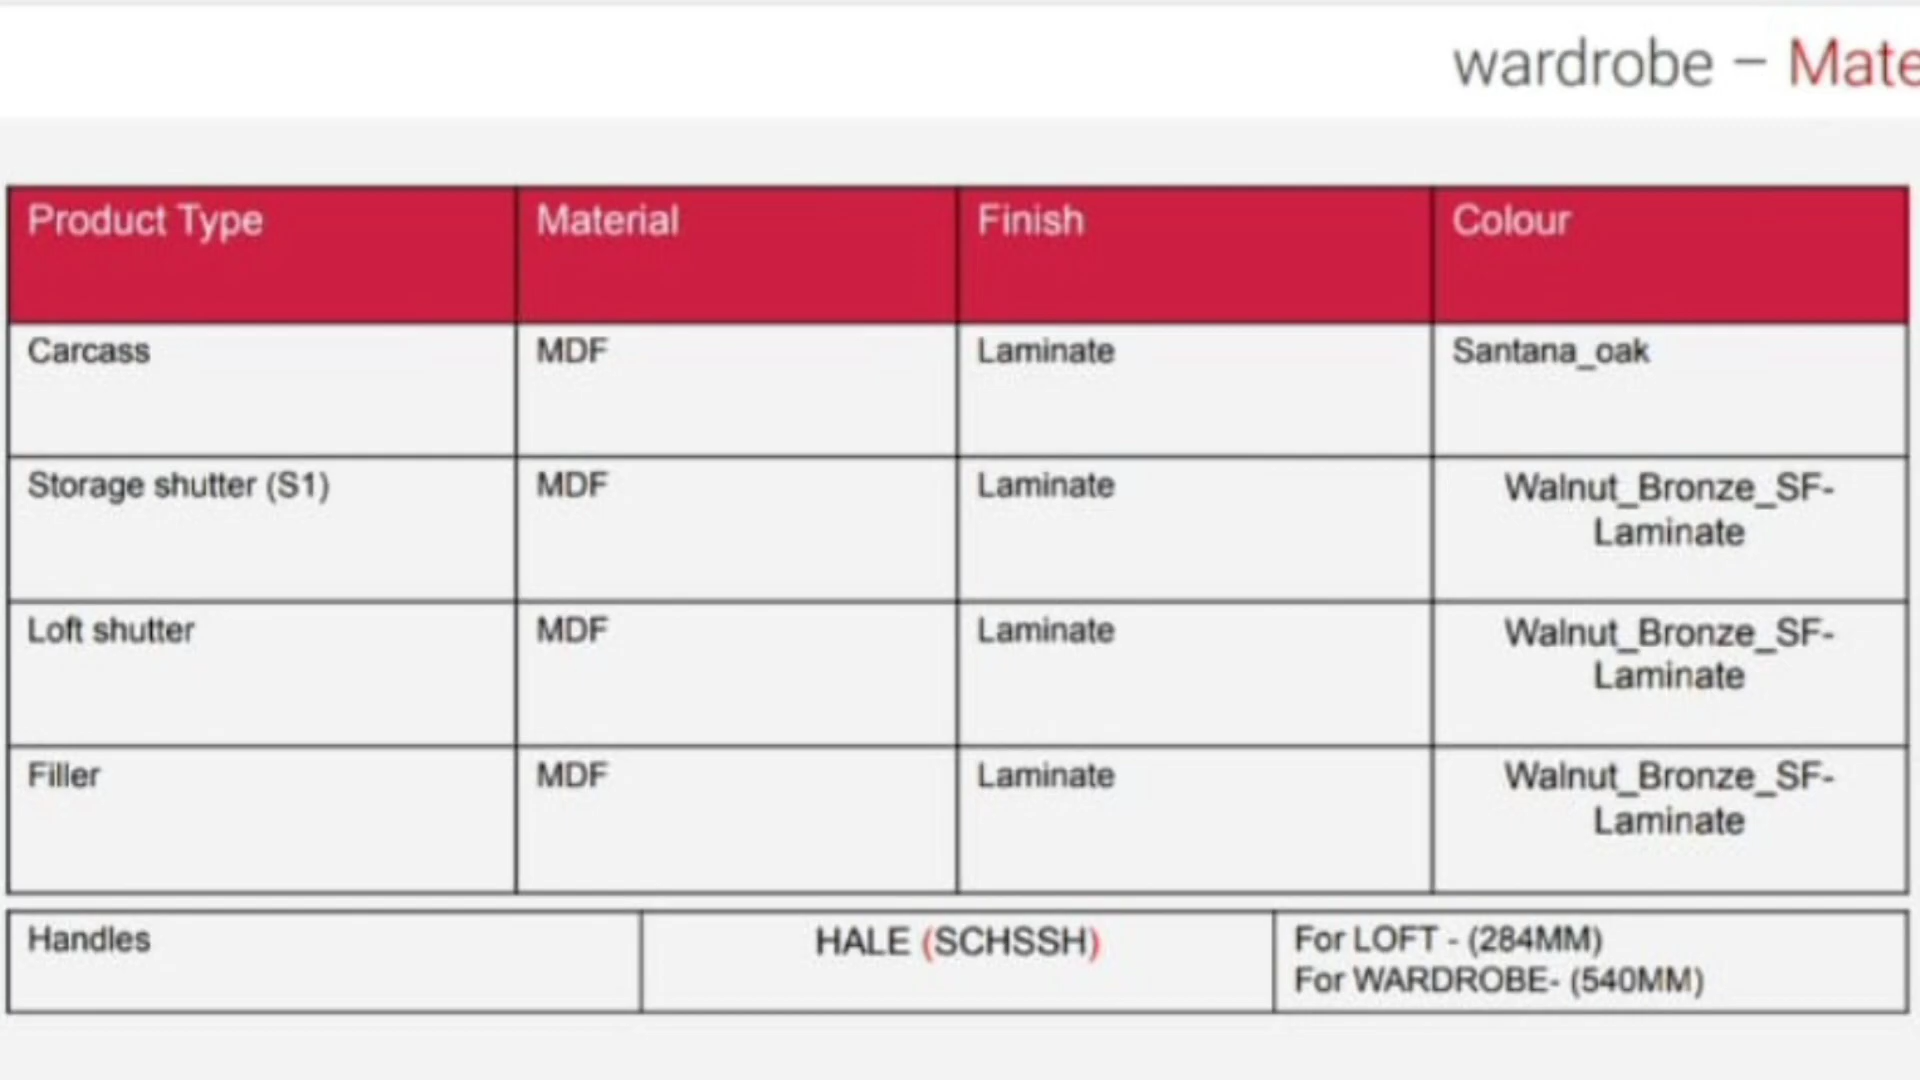 wardrobe – Mate
Product Type Material Finish Colour
Carcass MDF Laminate Santana_oak
Storage shutter (S1) MDF Laminate Walnut_Bronze_SF-
Laminate
Loft shutter MDF Laminate Walnut_Bronze_SF-
Laminate
Filler MDF Laminate Walnut_Bronze_SF-
Laminate
Handles HALE (SCHSSH) For LOFT - (284MM)
For WARDROBE- (540MM)